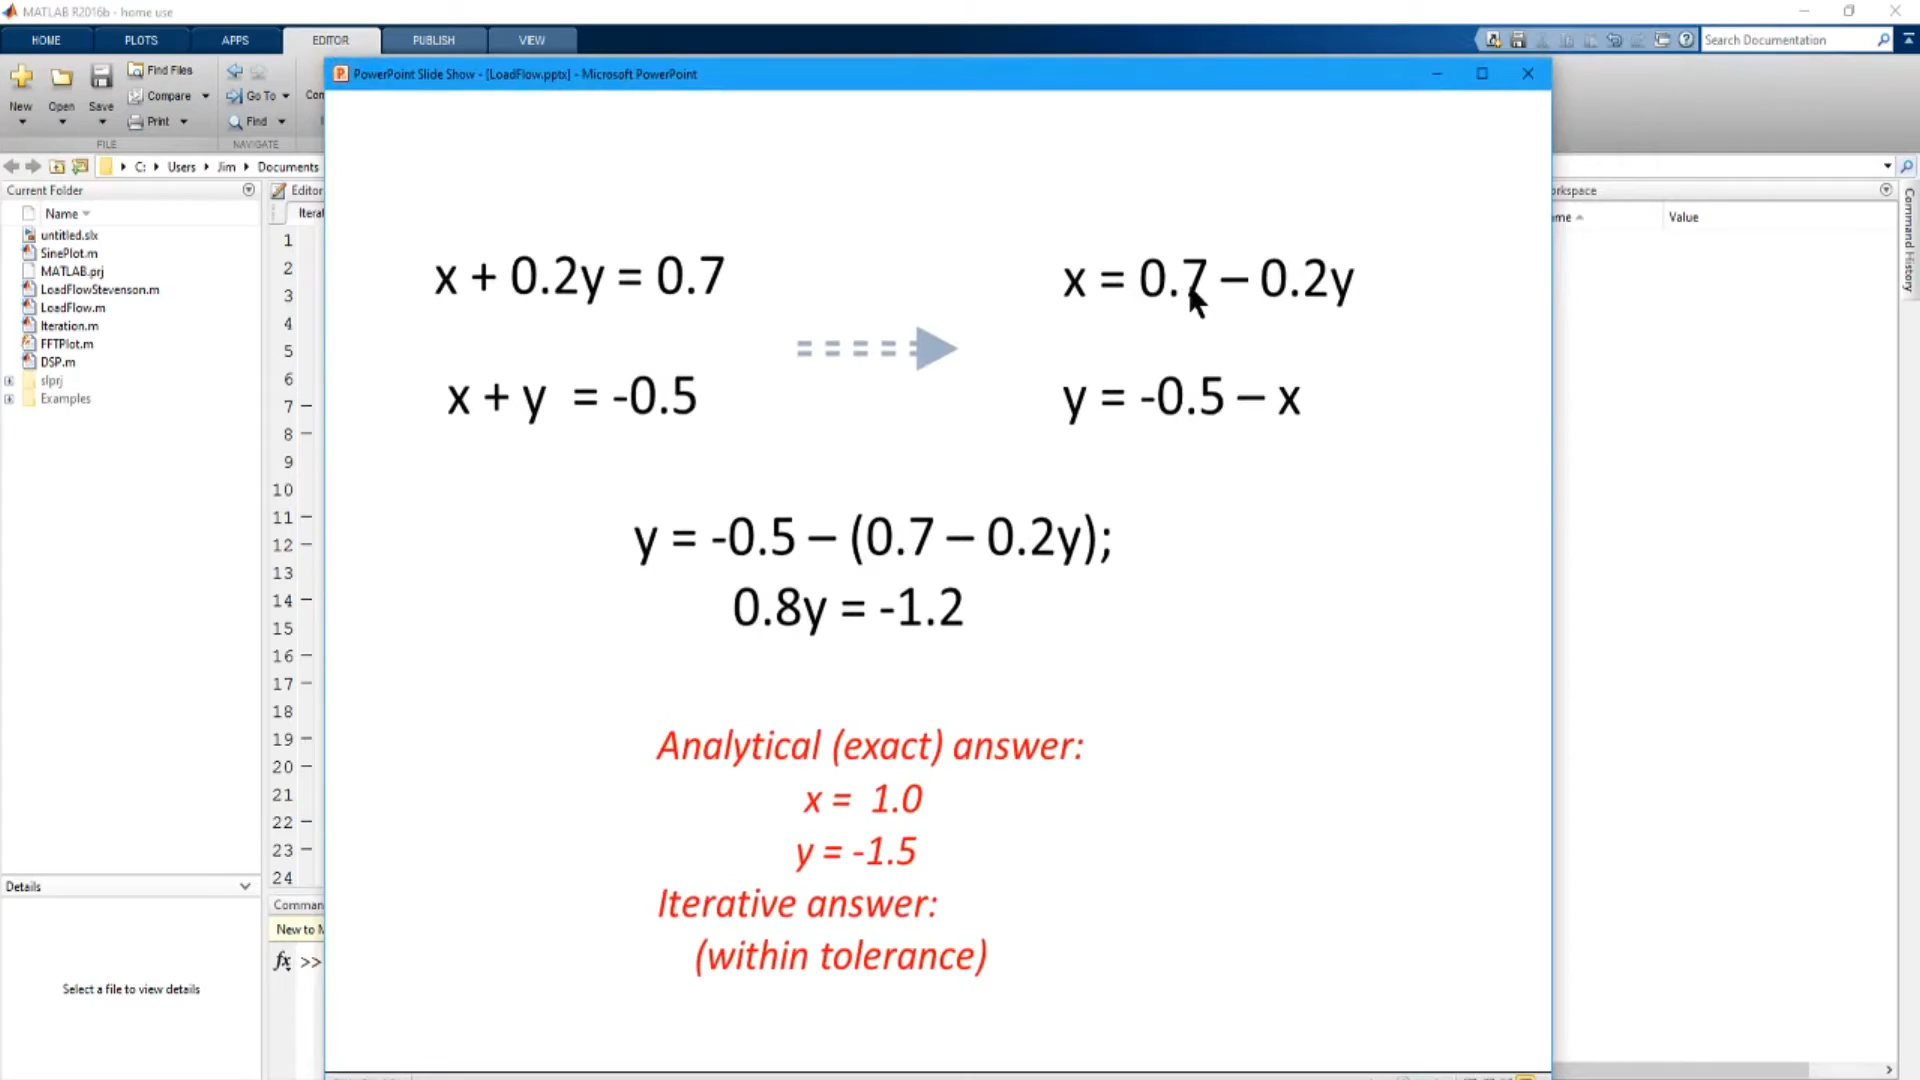 MATLAB R2016b - home use
HOME PLOTS APPS EDITOR PUBLISH VIEW
Search Documentation
New Open Save
Find Files
Compare
Print
Go To
Find
FILE NAVIGATE
C: Users Jim Documents
Current Folder
Name
untitled.slx
SinePlot.m
MATLAB.prj
LoadFlowStevenson.m
LoadFlow.m
Iteration.m
FFTPlot.m
DSP.m
slprj
Examples
Details
Select a file to view details
Editor
1
2
3
4
5
6
7
8
9
10
11
12
13
14
15
16
17
18
19
20
21
22
23
24
fx >>
PowerPoint Slide Show - [LoadFlow.pptx] - Microsoft PowerPoint
x + 0.2y = 0.7
x = 0.7 – 0.2y
x + y = -0.5
y = -0.5 – x
y = -0.5 – (0.7 – 0.2y);
0.8y = -1.2
Analytical (exact) answer:
x = 1.0
y = -1.5
Iterative answer:
(within tolerance)
Value
Command History